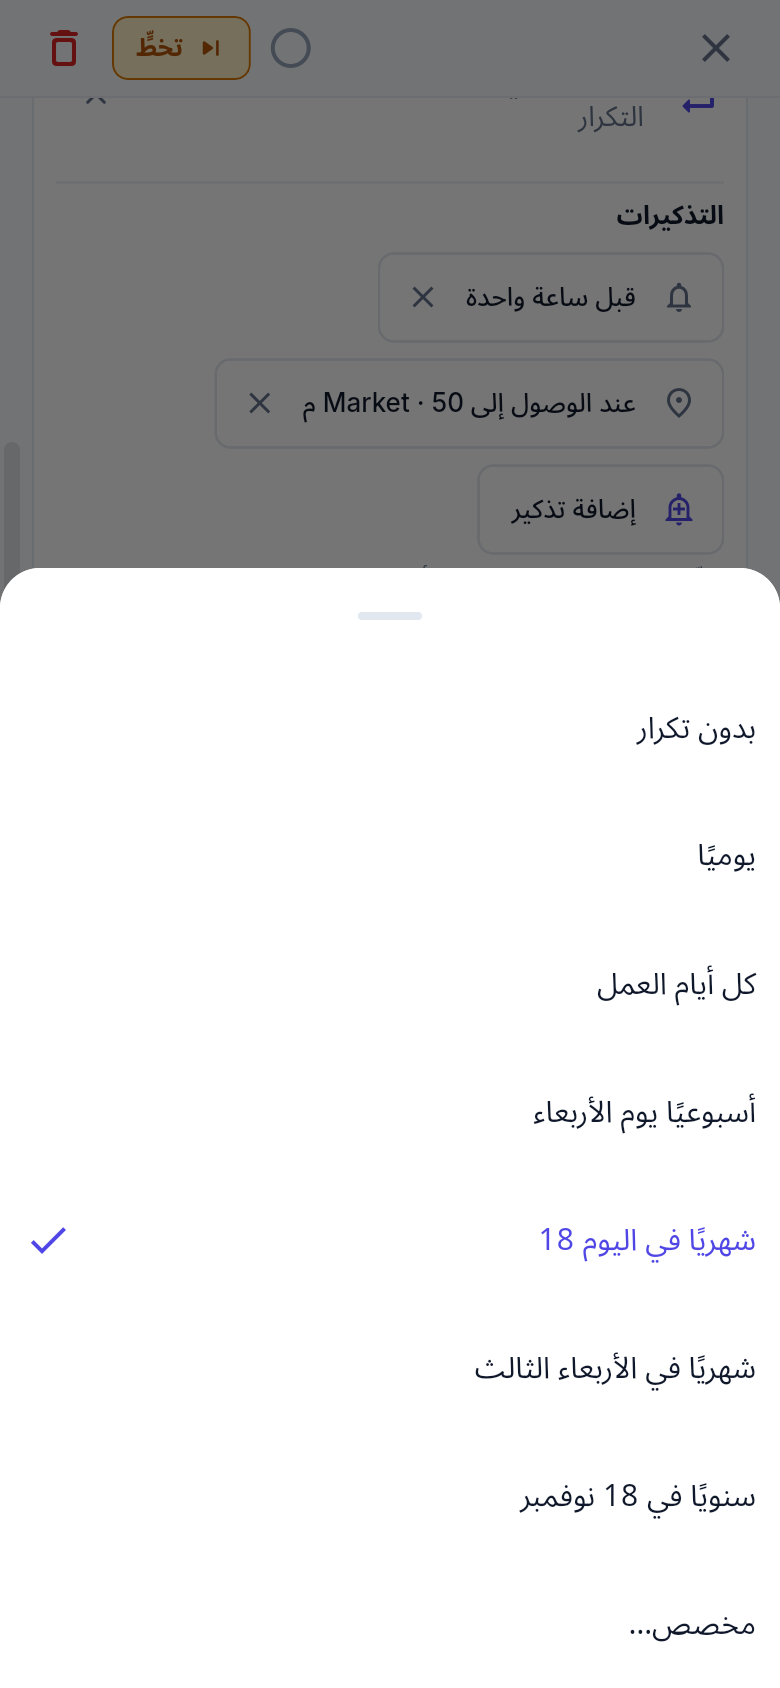 تخطٍّ
التكرار
التذكيرات
قبل ساعة واحدة
عند الوصول إلى Market · 50 م
إضافة تذكير
بدون تكرار
يوميًا
كل أيام العمل
أسبوعيًا يوم الأربعاء
شهريًا في اليوم 18
شهريًا في الأربعاء الثالث
سنويًا في 18 نوفمبر
مخصص...